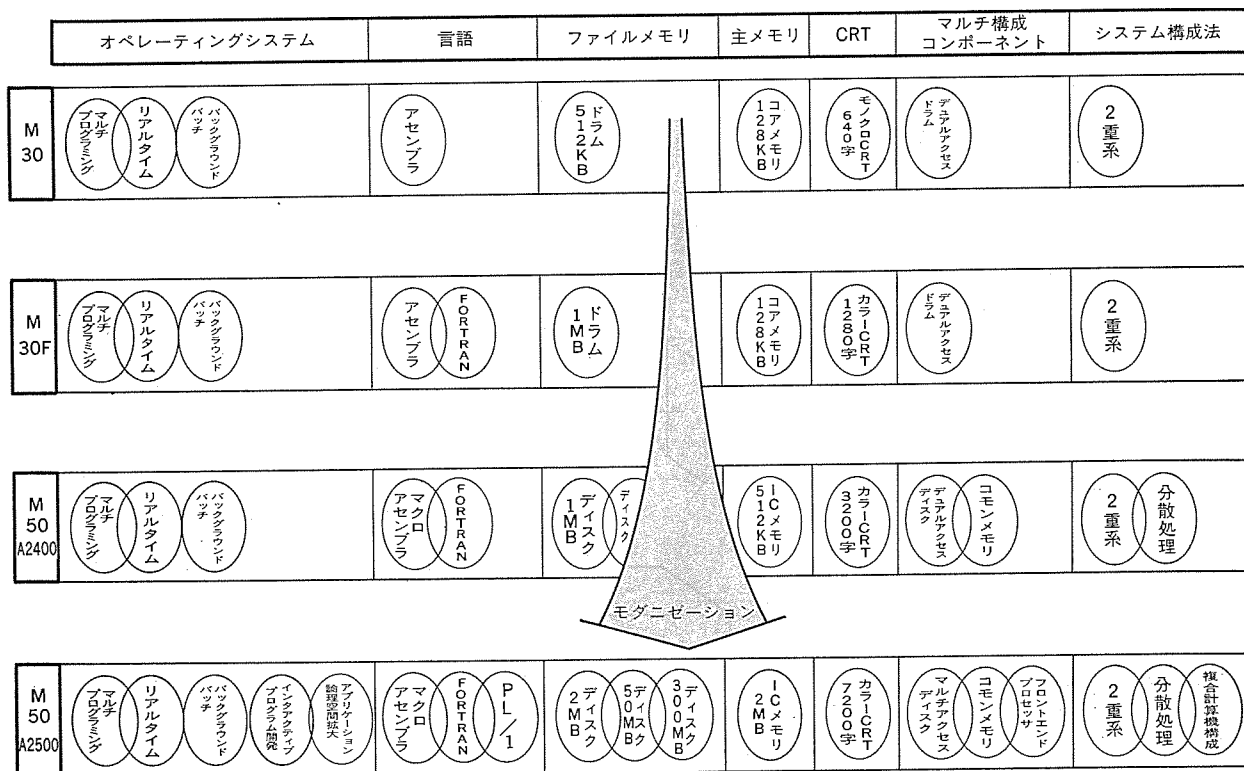 オペレーティングシステム
言語
ファイルメモリ
主メモリ
CRT
マルチ構成
コンポーネント
システム構成法
M
30
マルチ
プログラミング
リアルタイム
バックグラウンド
バッチ
アセンブラ
ドラム
512KB
コアメモリ
128KB
モノクロCRT
640字
デュアルアクセス
ドラム
2重系
M
30F
マルチ
プログラミング
リアルタイム
バックグラウンド
バッチ
アセンブラ
FORTRAN
ドラム
1MB
コアメモリ
128KB
カラーCRT
1280字
デュアルアクセス
ドラム
2重系
M
50
A2400
マルチ
プログラミング
リアルタイム
バックグラウンド
バッチ
マクロ
アセンブラ
FORTRAN
ディスク
1MB
ディスク
ICメモリ
512KB
カラーCRT
3200字
デュアルアクセス
ディスク
コモンメモリ
2重系
分散処理
モダニゼーション
M
50
A2500
マルチ
プログラミング
リアルタイム
バックグラウンド
バッチ
インタアクティブ
プログラム開発
アプリケーション
論理空間拡大
マクロ
アセンブラ
FORTRAN
PL/1
ディスク
2MB
ディスク
50MB
ディスク
300MB
ICメモリ
2MB
カラーCRT
7200字
マルチアクセス
ディスク
コモンメモリ
フロントエンド
プロセッサ
2重系
分散処理
複合計算機構成